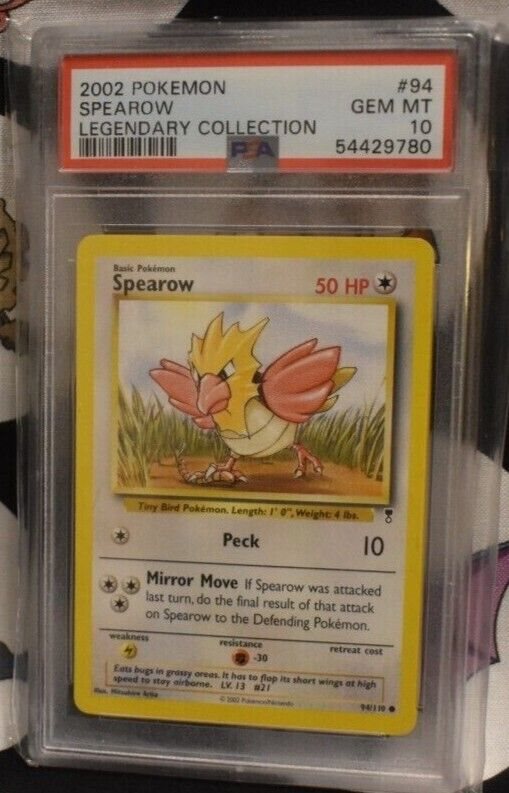 2002 POKEMON #94
SPEAROW GEM MT
LEGENDARY COLLECTION 10
PSA 54429780
Basic Pokémon
Spearow 50 HP
Tiny Bird Pokémon. Length: 1' 0", Weight: 4 lbs.
Peck 10
Mirror Move If Spearow was attacked
last turn, do the final result of that attack
on Spearow to the Defending Pokémon.
weakness resistance retreat cost
-30
Eats bugs in grassy areas. It has to flap its short wings at high
speed to stay airborne. LV. 13 #21
Illus. Mitsuhiro Arita © 2002 Pokémon/Nintendo 94/110